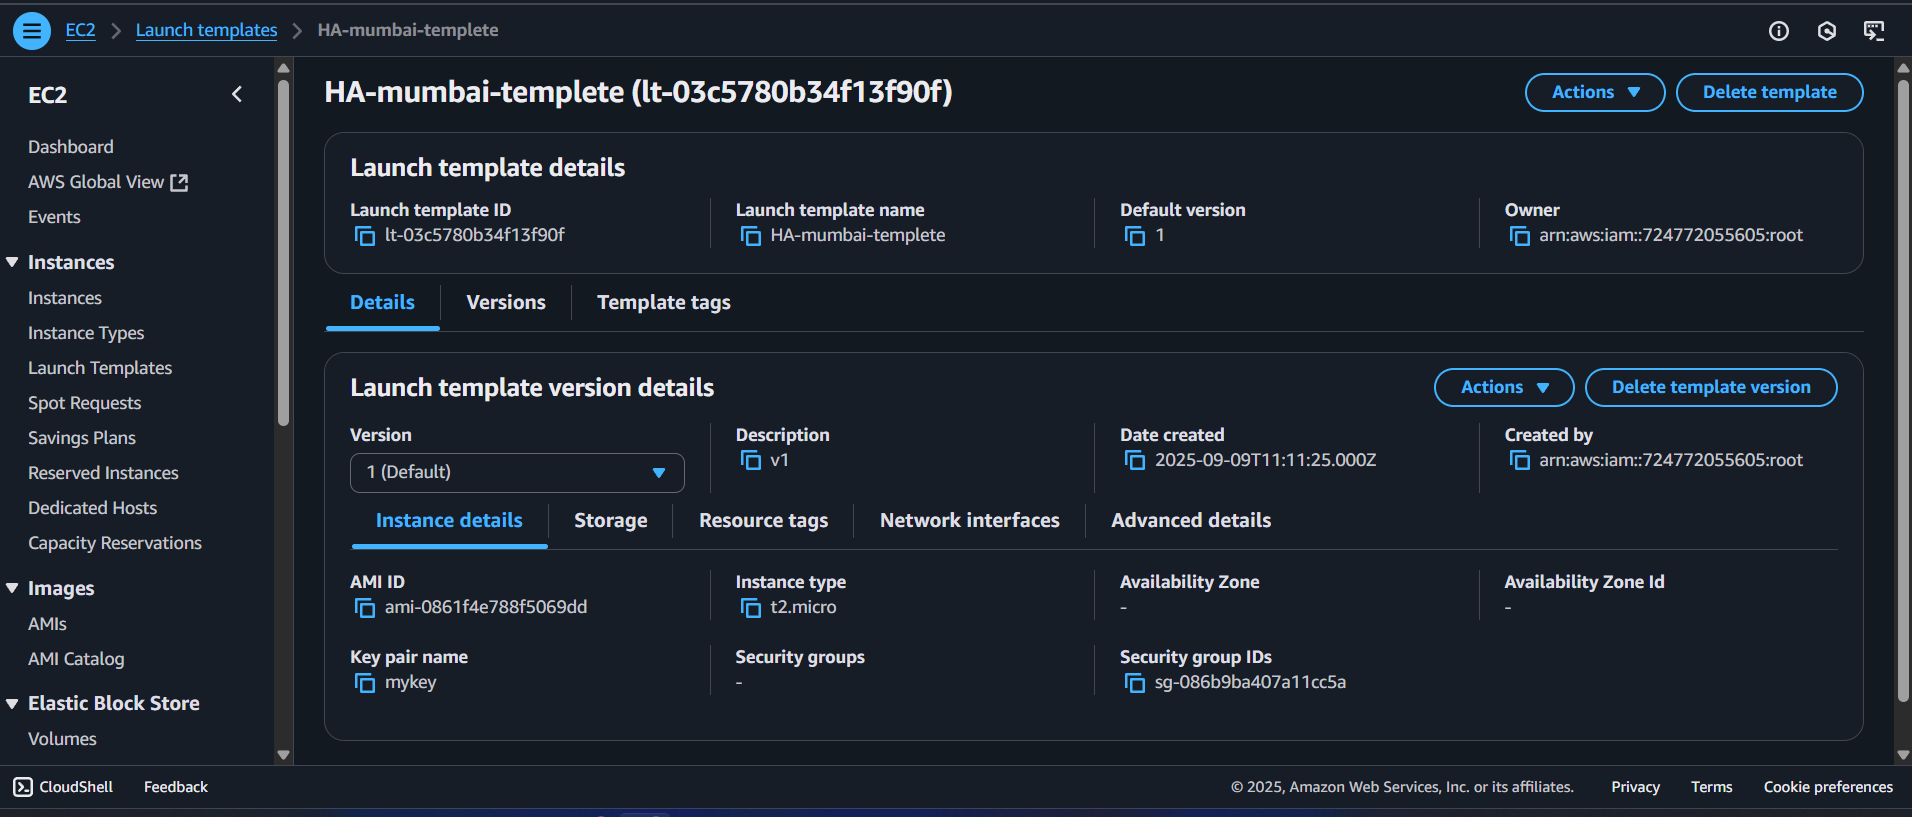 EC2 > Launch templates > HA-mumbai-templete
EC2
Dashboard
AWS Global View
Events
Instances
Instances
Instance Types
Launch Templates
Spot Requests
Savings Plans
Reserved Instances
Dedicated Hosts
Capacity Reservations
Images
AMIs
AMI Catalog
Elastic Block Store
Volumes
HA-mumbai-templete (lt-03c5780b34f13f90f)
Actions
Delete template
Launch template details
Launch template ID
lt-03c5780b34f13f90f
Launch template name
HA-mumbai-templete
Default version
1
Owner
arn:aws:iam::724772055605:root
Details
Versions
Template tags
Launch template version details
Actions
Delete template version
Version
1 (Default)
Description
v1
Date created
2025-09-09T11:11:25.000Z
Created by
arn:aws:iam::724772055605:root
Instance details
Storage
Resource tags
Network interfaces
Advanced details
AMI ID
ami-0861f4e788f5069dd
Instance type
t2.micro
Availability Zone
-
Availability Zone Id
-
Key pair name
mykey
Security groups
-
Security group IDs
sg-086b9ba407a11cc5a
CloudShell
Feedback
© 2025, Amazon Web Services, Inc. or its affiliates.
Privacy
Terms
Cookie preferences